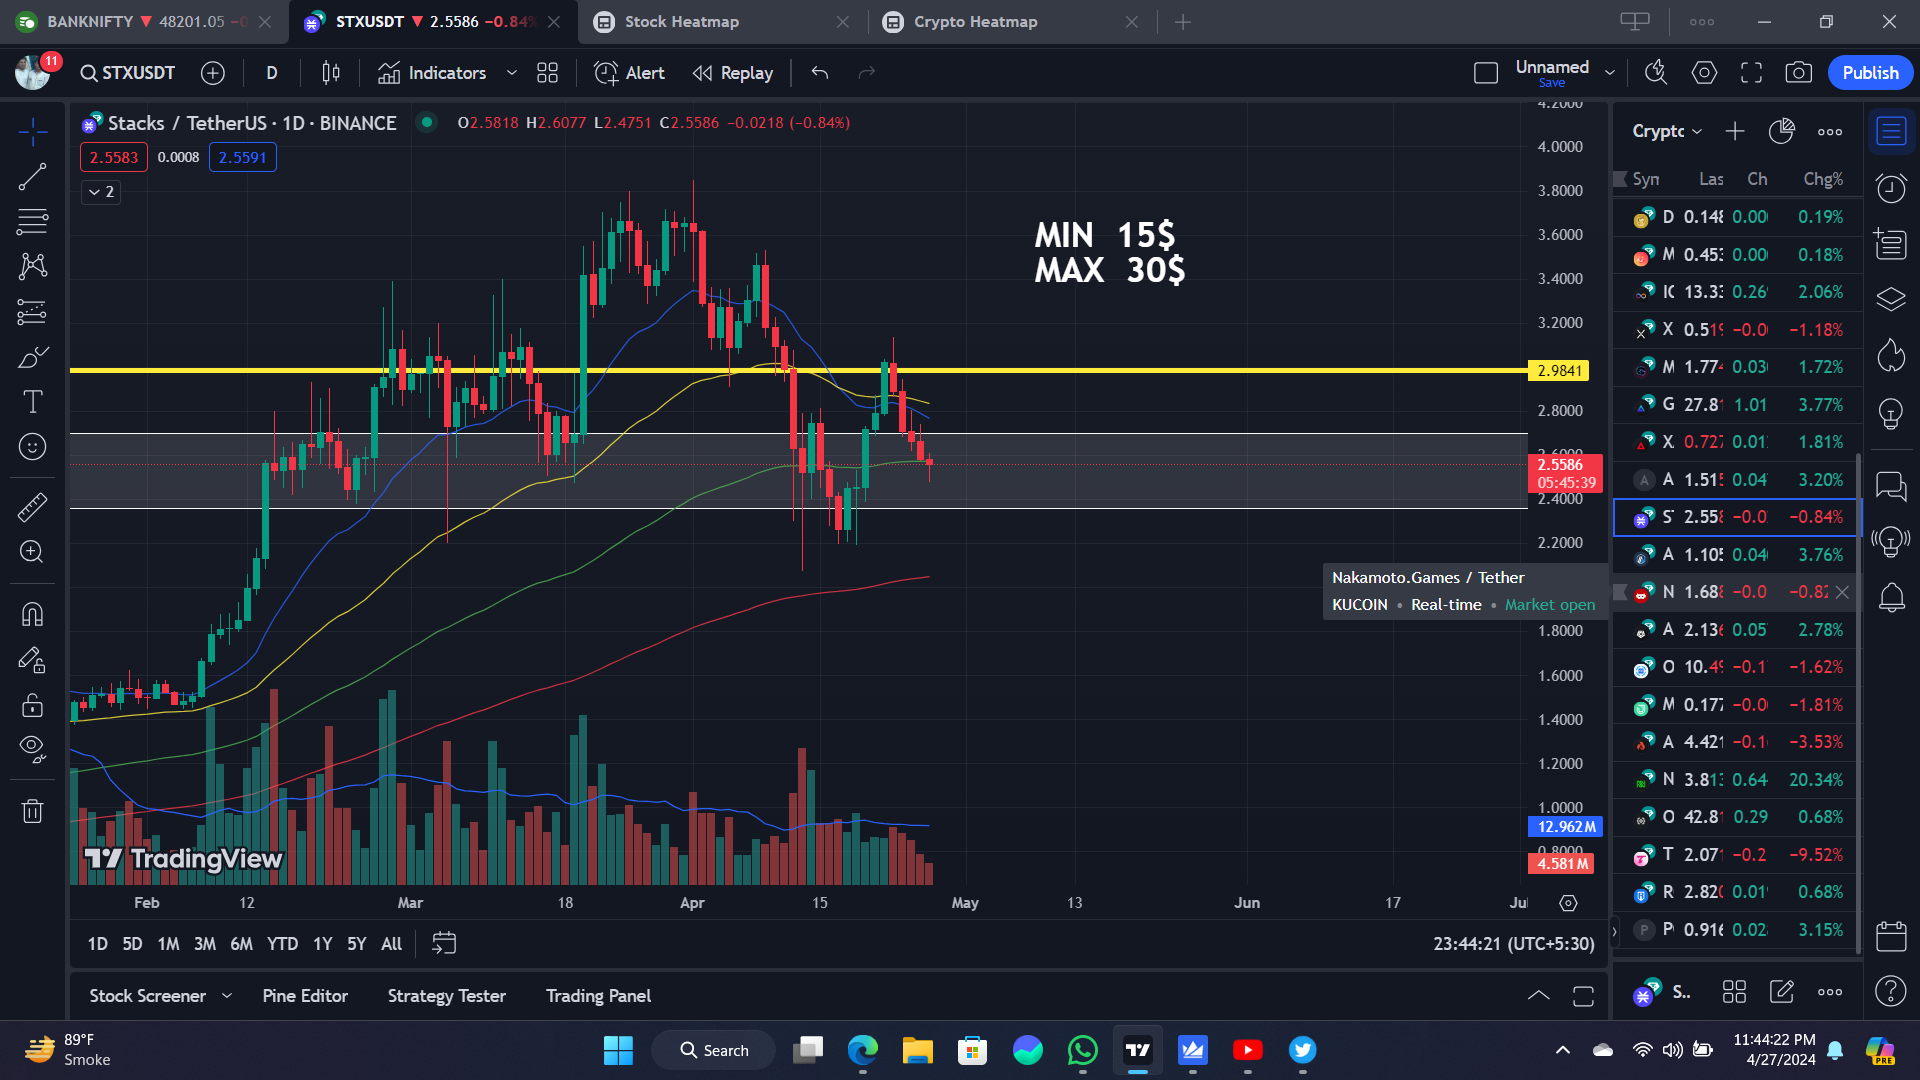 BANKNIFTY ▼ 48201.05
STXUSDT ▼ 2.5586 −0.84%
Stock Heatmap
Crypto Heatmap
11
STXUSDT
D
Indicators
Alert
Replay
Unnamed
Save
Publish
Stacks / TetherUS · 1D · BINANCE
O2.5818 H2.6077 L2.4751 C2.5586 −0.0218 (−0.84%)
2.5583 0.0008 2.5591
2
MIN 15$
MAX 30$
4.2000
4.0000
3.8000
3.6000
3.4000
3.2000
2.9841
2.8000
2.6000
2.5586
05:45:39
2.4000
2.2000
1.8000
1.6000
1.4000
1.2000
1.0000
12.962M
0.8000
4.581M
Nakamoto.Games / Tether
KUCOIN • Real-time • Market open
TradingView
Feb 12 Mar 18 Apr 15 May 13 Jun 17
1D 5D 1M 3M 6M YTD 1Y 5Y All
23:44:21 (UTC+5:30)
Stock Screener
Pine Editor
Strategy Tester
Trading Panel
Chg%
D 0.148 0.00 0.19%
M 0.453 0.00 0.18%
IC 13.33 0.26 2.06%
X 0.519 −0.0 −1.18%
M 1.774 0.03 1.72%
G 27.81 1.01 3.77%
X 0.727 0.01 1.81%
A 1.515 0.04 3.20%
S 2.558 −0.0 −0.84%
A 1.105 0.04 3.76%
N 1.688 −0.0 −0.82
A 2.136 0.05 2.78%
O 10.49 −0.1 −1.62%
M 0.177 −0.0 −1.81%
A 4.421 −0.1 −3.53%
N 3.813 0.64 20.34%
O 42.81 0.29 0.68%
T 2.071 −0.2 −9.52%
R 2.820 0.01 0.68%
P 0.916 0.02 3.15%
S..
89°F
Smoke
Search
11:44:22 PM
4/27/2024
PRE